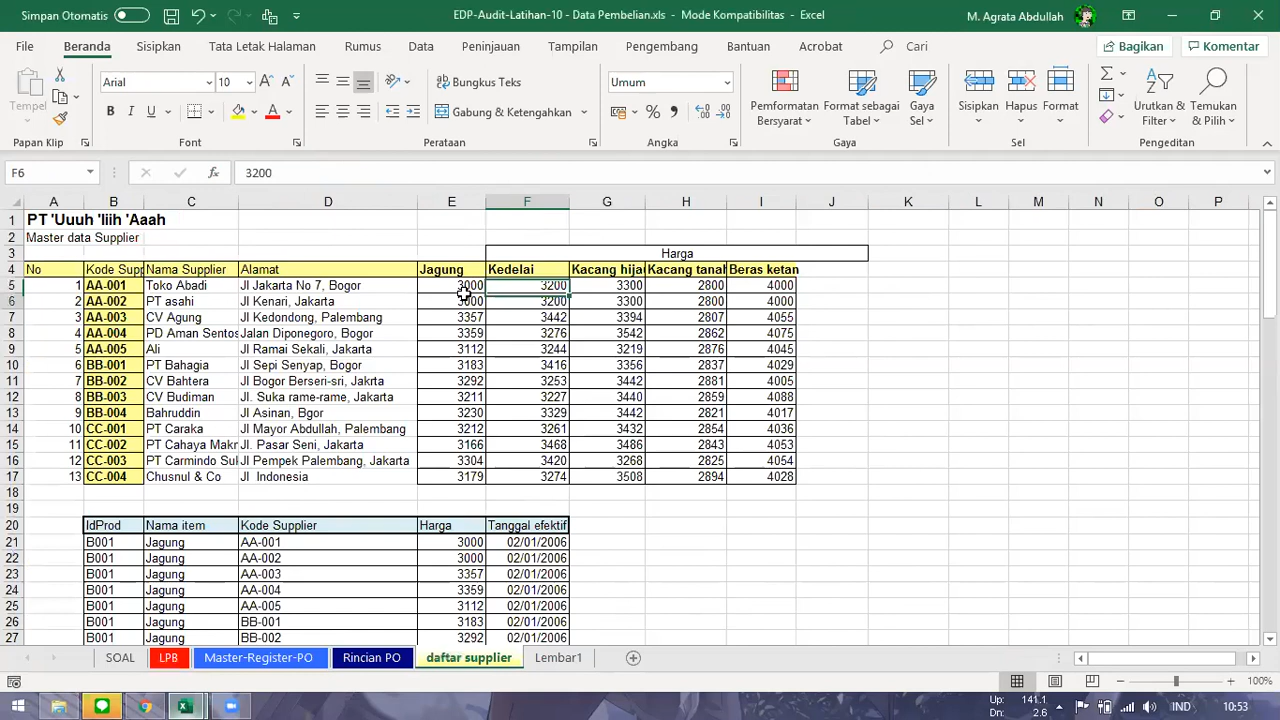 Simpan Otomatis
EDP-Audit-Latihan-10 - Data Pembelian.xls - Mode Kompatibilitas - Excel
M. Agrata Abdullah
File Beranda Sisipkan Tata Letak Halaman Rumus Data Peninjauan Tampilan Pengembang Bantuan Acrobat Cari Bagikan Komentar
Tempel
Arial 10
B I U A
Bungkus Teks
Gabung & Ketengahkan
Umum
Pemformatan Bersyarat
Format sebagai Tabel
Gaya Sel
Sisipkan Hapus Format
Urutkan & Filter
Temukan & Pilih
Papan Klip Font Perataan Angka Gaya Sel Pengeditan
F6 fx 3200
A B C D E F G H I J K L M N O P
1 PT 'Uuuh 'Iiih 'Aaah
2 Master data Supplier
3 Harga
4 No Kode Sup Nama Supplier Alamat Jagung Kedelai Kacang hija Kacang tana Beras ketan
5 1 AA-001 Toko Abadi Jl Jakarta No 7, Bogor 3000 3200 3300 2800 4000
6 2 AA-002 PT asahi Jl Kenari, Jakarta 3000 3200 3300 2800 4000
7 3 AA-003 CV Agung Jl Kedondong, Palembang 3357 3442 3394 2807 4055
8 4 AA-004 PD Aman Sentos Jalan Diponegoro, Bogor 3359 3276 3542 2862 4075
9 5 AA-005 Ali Jl Ramai Sekali, Jakarta 3112 3244 3219 2876 4045
10 6 BB-001 PT Bahagia Jl Sepi Senyap, Bogor 3183 3416 3356 2837 4029
11 7 BB-002 CV Bahtera Jl Bogor Berseri-sri, Jakrta 3292 3253 3442 2881 4005
12 8 BB-003 CV Budiman Jl. Suka rame-rame, Jakarta 3211 3227 3440 2859 4088
13 9 BB-004 Bahruddin Jl Asinan, Bgor 3230 3329 3442 2821 4017
14 10 CC-001 PT Caraka Jl Mayor Abdullah, Palembang 3212 3261 3432 2854 4036
15 11 CC-002 PT Cahaya Makm Jl. Pasar Seni, Jakarta 3166 3468 3486 2843 4053
16 12 CC-003 PT Carmindo Suk Jl Pempek Palembang, Jakarta 3304 3420 3268 2825 4054
17 13 CC-004 Chusnul & Co Jl Indonesia 3179 3274 3508 2894 4028
18
19
20 IdProd Nama item Kode Supplier Harga Tanggal efektif
21 B001 Jagung AA-001 3000 02/01/2006
22 B001 Jagung AA-002 3000 02/01/2006
23 B001 Jagung AA-003 3357 02/01/2006
24 B001 Jagung AA-004 3359 02/01/2006
25 B001 Jagung AA-005 3112 02/01/2006
26 B001 Jagung BB-001 3183 02/01/2006
27 B001 Jagung BB-002 3292 02/01/2006
SOAL LPB Master-Register-PO Rincian PO daftar supplier Lembar1
100%
Up: 141.1
Dn: 2.6
IND 10:53